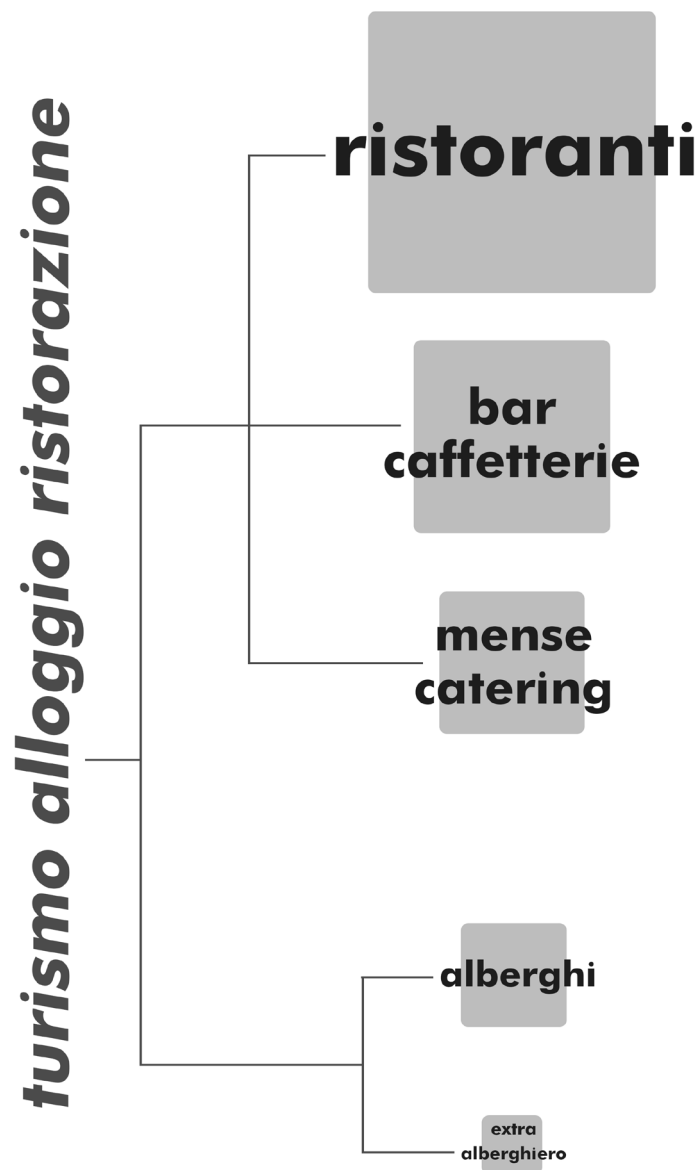 turismo alloggio ristorazione
ristoranti
bar
caffetterie
mense
catering
alberghi
extra
alberghiero